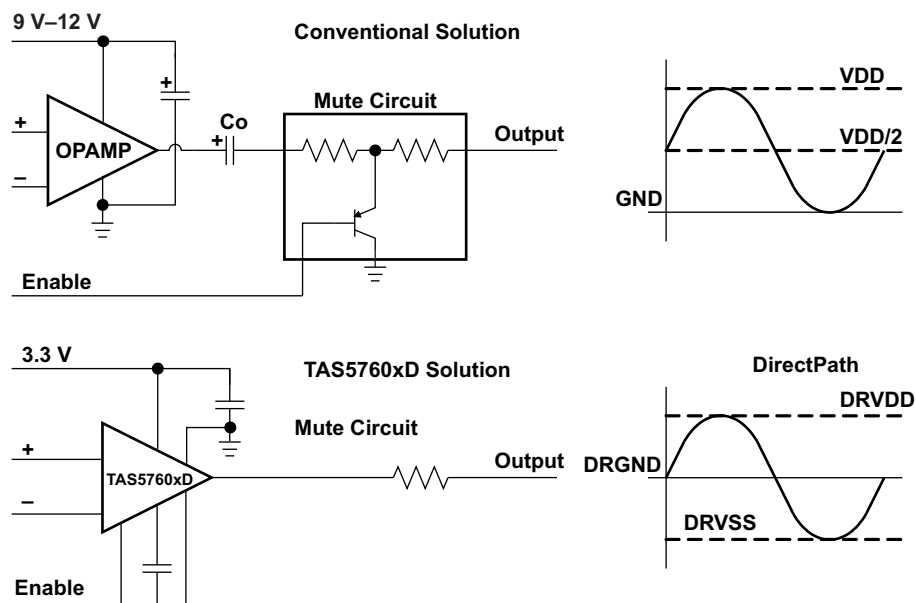 9 V–12 V
Conventional Solution
+
Co
+
Mute Circuit
Output
+
OPAMP
–
Enable
VDD
VDD/2
GND
3.3 V
TAS5760xD Solution
Mute Circuit
Output
+
TAS5760xD
–
Enable
DirectPath
DRVDD
DRGND
DRVSS